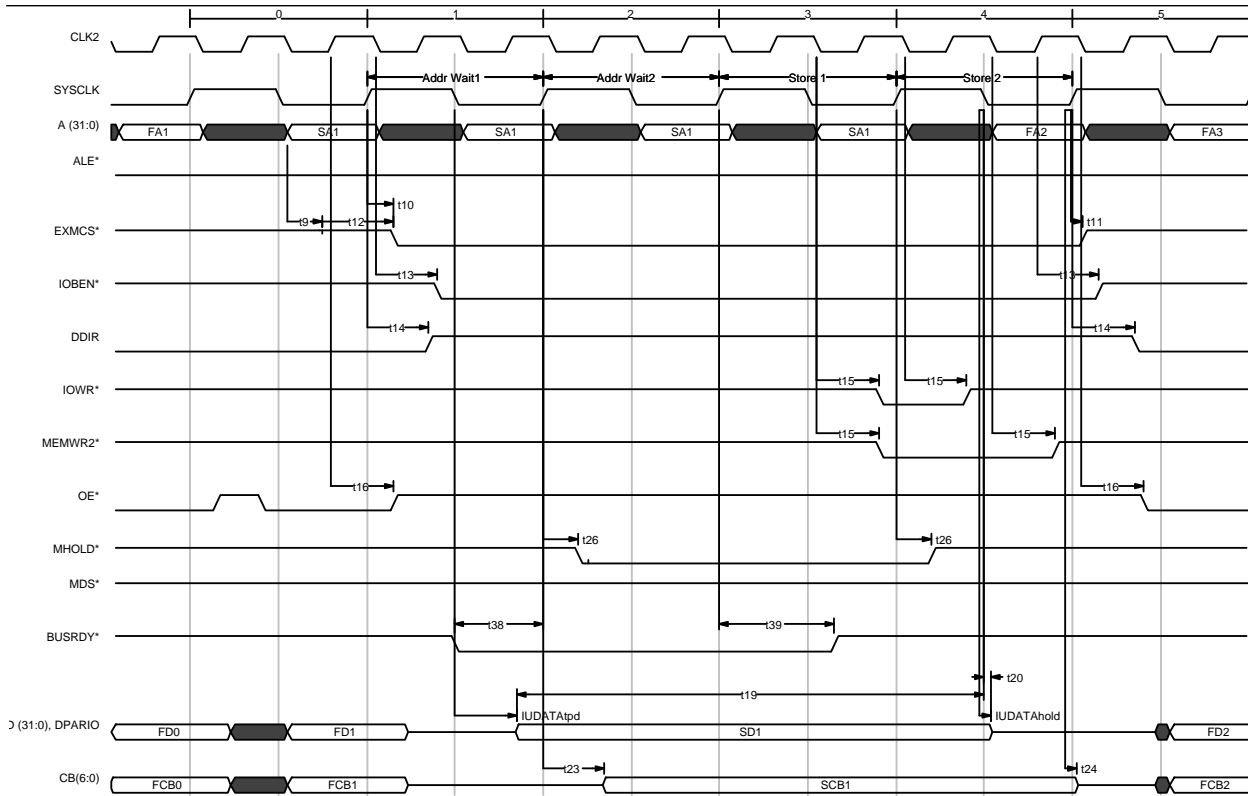 0 1 2 3 4 5
CLK2
Addr Wait1 Addr Wait2 Store 1 Store 2
SYSCLK
A (31:0) FA1 SA1 SA1 SA1 SA1 FA2 FA3
ALE*
t10
t9 t12 t11
EXMCS*
IOBEN* t13 t13
DDIR t14 t14
IOWR* t15 t15
MEMWR2* t15 t15
OE* t16 t16
MHOLD* t26 t26
MDS*
BUSRDY* t38 t39
t20
t19
IUDATAtpd IUDATAhold
(31:0), DPARIO FD0 FD1 SD1 FD2
t23 t24
CB(6:0) FCB0 FCB1 SCB1 FCB2